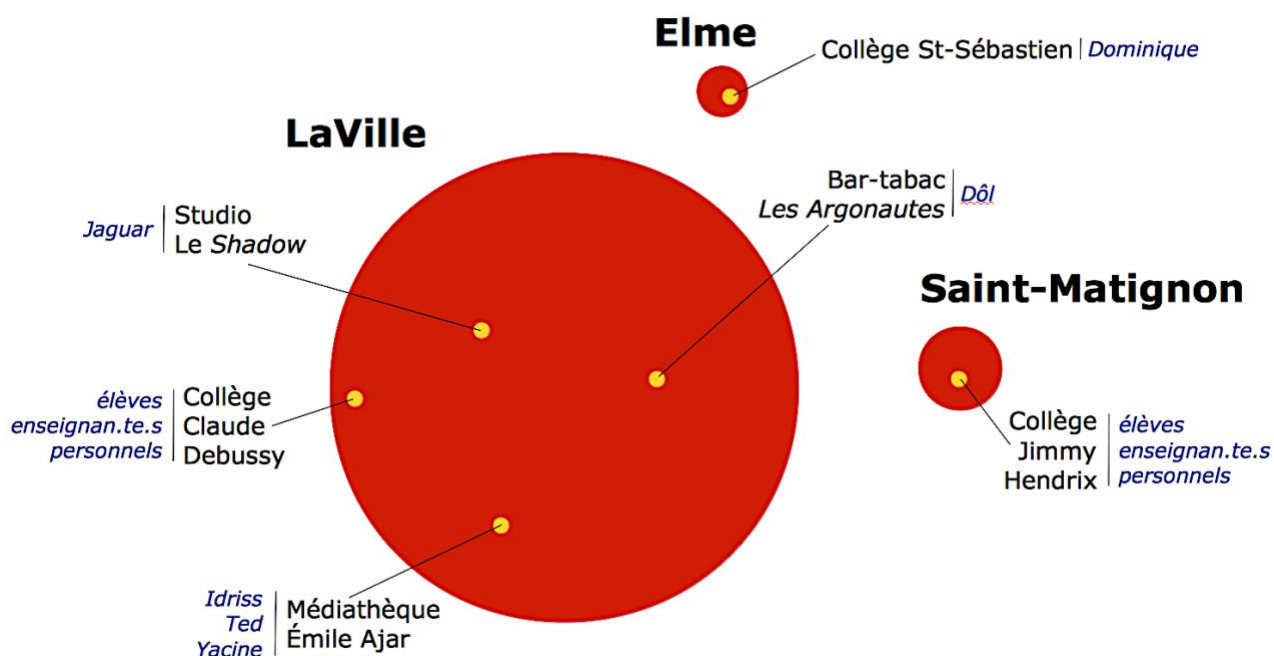 Elme
Collège St-Sébastien
Dominique
LaVille
Bar-tabac
Les Argonautes
Dôl
Jaguar
Studio
Le Shadow
Saint-Matignon
élèves
enseignan.te.s
personnels
Collège
Claude
Debussy
Collège
Jimmy
Hendrix
élèves
enseignan.te.s
personnels
Idriss
Ted
Yacine
Médiathèque
Émile Ajar